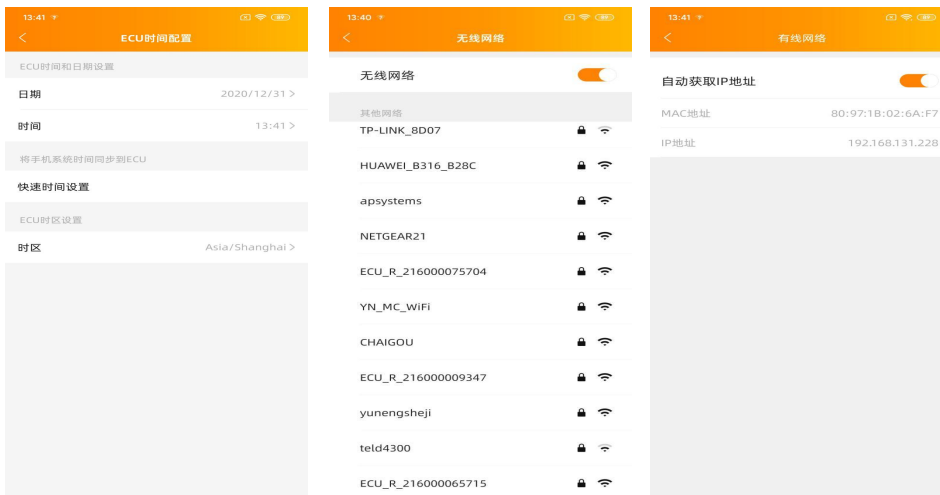 13:41
ECU时间配置
ECU时间和日期设置
日期 2020/12/31 >
时间 13:41 >
将手机系统时间同步到ECU
快速时间设置
ECU时区设置
时区 Asia/Shanghai >
13:40
无线网络
无线网络
其他网络
TP-LINK_8D07
HUAWEI_B316_B28C
apsystems
NETGEAR21
ECU_R_216000075704
YN_MC_WiFi
CHAIGOU
ECU_R_216000009347
yunengsheji
teld4300
ECU_R_216000065715
13:41
有线网络
自动获取IP地址
MAC地址 80:97:1B:02:6A:F7
IP地址 192.168.131.228